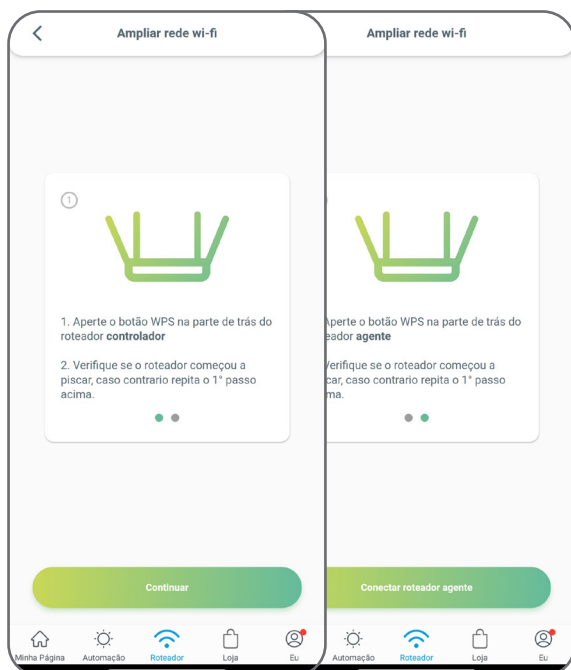 Ampliar rede wi-fi
1
1. Aperte o botão WPS na parte de trás do
roteador controlador
2. Verifique se o roteador começou a
piscar, caso contrario repita o 1° passo
acima.
Continuar
Minha Página
Automação
Roteador
Loja
Eu
Ampliar rede wi-fi
Aperte o botão WPS na parte de trás do
eador agente
Verifique se o roteador começou a
car, caso contrario repita o 1° passo
ma.
Conectar roteador agente
Automação
Roteador
Loja
Eu